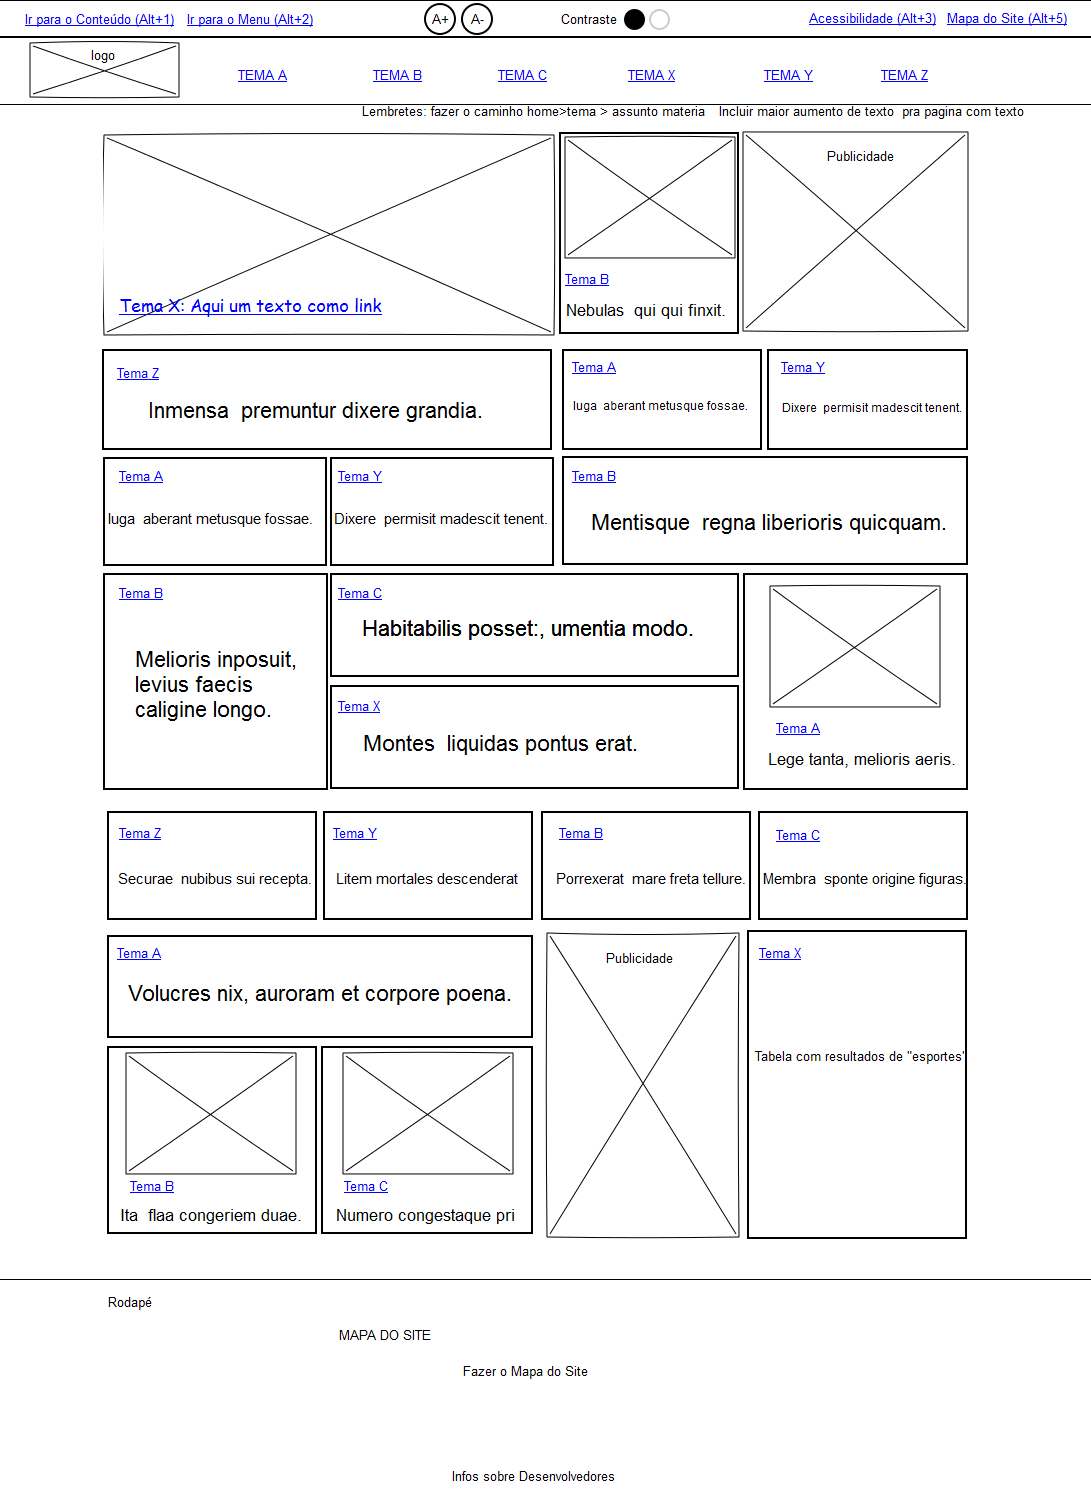 Ir para o Conteúdo (Alt+1) Ir para o Menu (Alt+2) A+ A- Contraste Acessibilidade (Alt+3) Mapa do Site (Alt+5)
logo
TEMA A TEMA B TEMA C TEMA X TEMA Y TEMA Z
Lembretes: fazer o caminho home>tema > assunto materia Incluir maior aumento de texto pra pagina com texto
Tema X: Aqui um texto como link
Tema B
Nebulas qui qui finxit.
Publicidade
Tema Z
Inmensa premuntur dixere grandia.
Tema A
Iuga aberant metusque fossae.
Tema Y
Dixere permisit madescit tenent.
Tema A
Iuga aberant metusque fossae.
Tema Y
Dixere permisit madescit tenent.
Tema B
Mentisque regna liberioris quicquam.
Tema B
Melioris inposuit,
levius faecis
caligine longo.
Tema C
Habitabilis posset:, umentia modo.
Tema X
Montes liquidas pontus erat.
Tema A
Lege tanta, melioris aeris.
Tema Z
Securae nubibus sui recepta.
Tema Y
Litem mortales descenderat
Tema B
Porrexerat mare freta tellure.
Tema C
Membra sponte origine figuras.
Tema A
Volucres nix, auroram et corpore poena.
Tema B
Ita flaa congeriem duae.
Tema C
Numero congestaque pri
Publicidade
Tema X
Tabela com resultados de "esportes"
Rodapé
MAPA DO SITE
Fazer o Mapa do Site
Infos sobre Desenvolvedores